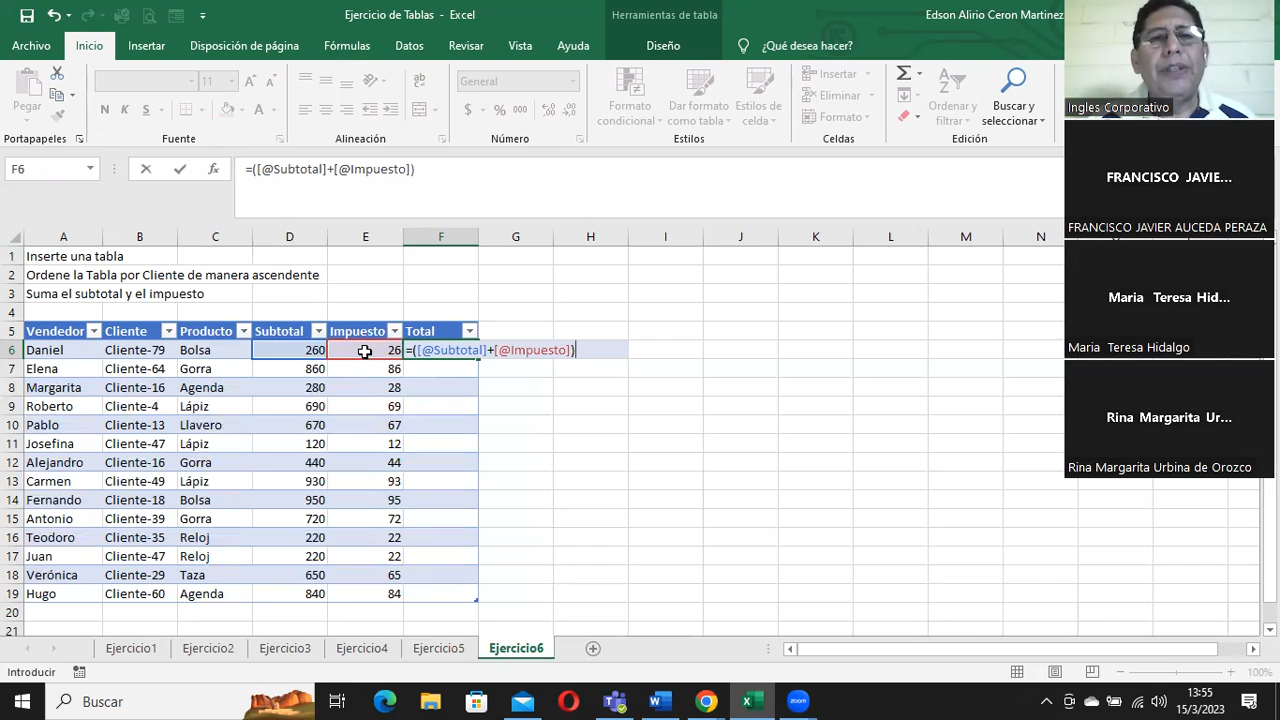 Ejercicio de Tablas - Excel
Herramientas de tabla
Edson Alirio Ceron Martinez
Archivo
Inicio
Insertar
Disposición de página
Fórmulas
Datos
Revisar
Vista
Ayuda
Diseño
¿Qué desea hacer?
Pegar
11
N K S
General
$ % 000
Formato condicional
Dar formato como tabla
Estilos de celda
Insertar
Eliminar
Formato
Ordenar y filtrar
Buscar y seleccionar
Portapapeles
Fuente
Alineación
Número
Estilos
Celdas
Edición
F6
=([@Subtotal]+[@Impuesto])
A B C D E F G H I J K L M N
1 Inserte una tabla
2 Ordene la Tabla por Cliente de manera ascendente
3 Suma el subtotal y el impuesto
4
5 Vendedor Cliente Producto Subtotal Impuesto Total
6 Daniel Cliente-79 Bolsa 260 26 =([@Subtotal]+[@Impuesto])
7 Elena Cliente-64 Gorra 860 86
8 Margarita Cliente-16 Agenda 280 28
9 Roberto Cliente-4 Lápiz 690 69
10 Pablo Cliente-13 Llavero 670 67
11 Josefina Cliente-47 Lápiz 120 12
12 Alejandro Cliente-16 Gorra 440 44
13 Carmen Cliente-49 Lápiz 930 93
14 Fernando Cliente-18 Bolsa 950 95
15 Antonio Cliente-39 Gorra 720 72
16 Teodoro Cliente-35 Reloj 220 22
17 Juan Cliente-47 Reloj 220 22
18 Verónica Cliente-29 Taza 650 65
19 Hugo Cliente-60 Agenda 840 84
20
21
Ejercicio1 Ejercicio2 Ejercicio3 Ejercicio4 Ejercicio5 Ejercicio6
Introducir
100%
Buscar
13:55
15/3/2023
Ingles Corporativo
FRANCISCO JAVIE...
FRANCISCO JAVIER AUCEDA PERAZA
Maria Teresa Hid...
Maria Teresa Hidalgo
Rina Margarita Ur...
Rina Margarita Urbina de Orozco